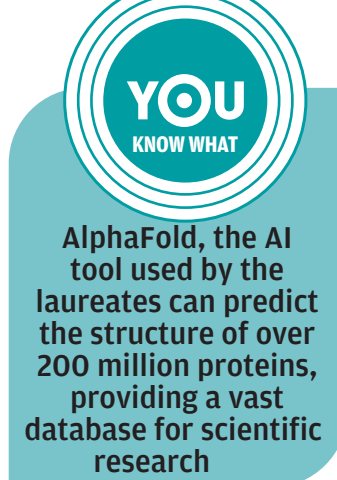 YOU
KNOW WHAT
AlphaFold, the AI
tool used by the
laureates can predict
the structure of over
200 million proteins,
providing a vast
database for scientific
research